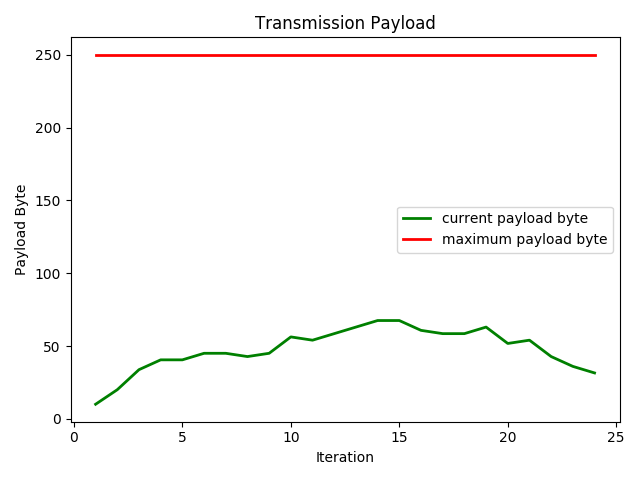 Transmission Payload
250
200
150
100
50
0
Payload Byte
current payload byte
maximum payload byte
0 5 10 15 20 25
Iteration